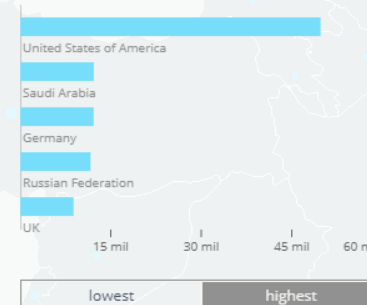 United States of America
Saudi Arabia
Germany
Russian Federation
UK
15 mil 30 mil 45 mil 60 m
lowest highest